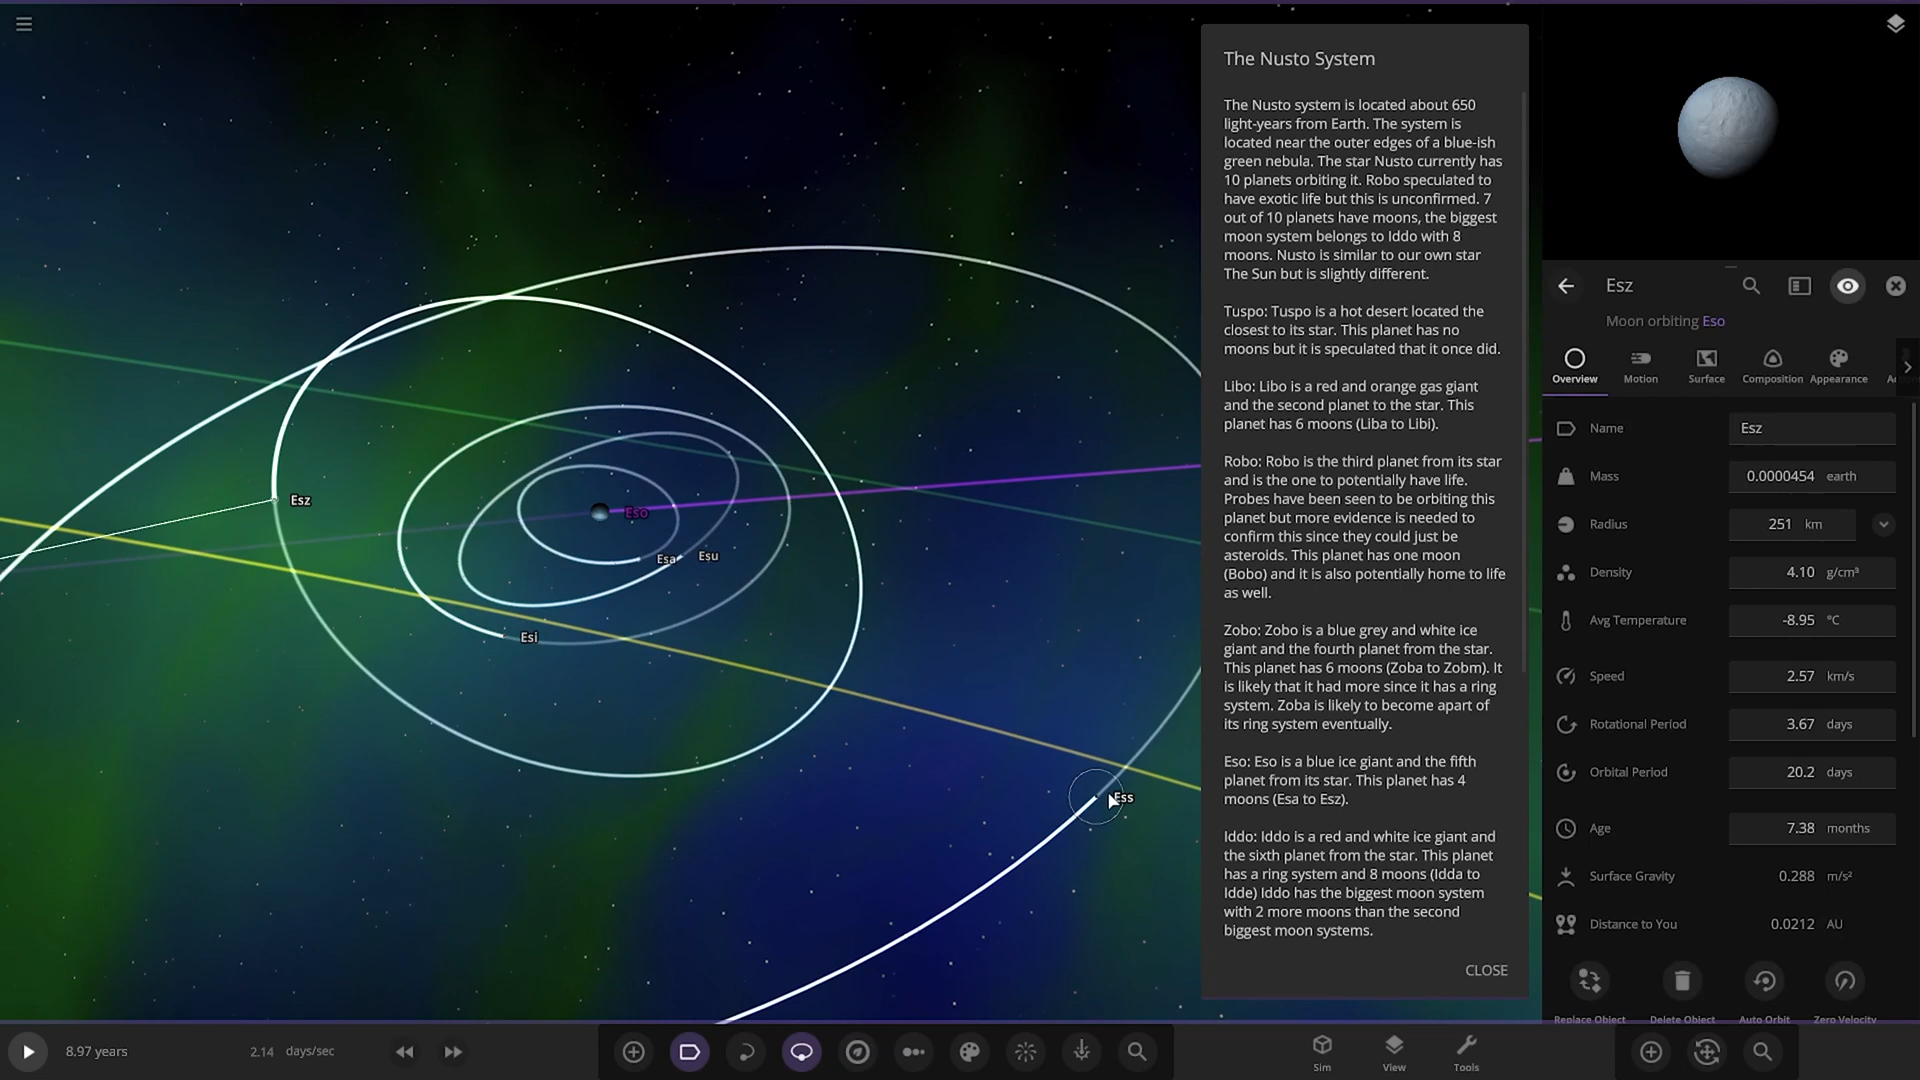 Esz
Eso
Esa
Esu
Esi
Ess
The Nusto System
The Nusto system is located about 650
light-years from Earth. The system is
located near the outer edges of a blue-ish
green nebula. The star Nusto currently has
10 planets orbiting it. Robo speculated to
have exotic life but this is unconfirmed. 7
out of 10 planets have moons, the biggest
moon system belongs to Iddo with 8
moons. Nusto is similar to our own star
The Sun but is slightly different.
Tuspo: Tuspo is a hot desert located the
closest to its star. This planet has no
moons but it is speculated that it once did.
Libo: Libo is a red and orange gas giant
and the second planet to the star. This
planet has 6 moons (Liba to Libi).
Robo: Robo is the third planet from its star
and is the one to potentially have life.
Probes have been seen to be orbiting this
planet but more evidence is needed to
confirm this since they could just be
asteroids. This planet has one moon
(Bobo) and it is also potentially home to life
as well.
Zobo: Zobo is a blue grey and white ice
giant and the fourth planet from the star.
This planet has 6 moons (Zoba to Zobm). It
is likely that it had more since it has a ring
system. Zoba is likely to become apart of
its ring system eventually.
Eso: Eso is a blue ice giant and the fifth
planet from its star. This planet has 4
moons (Esa to Esz).
Iddo: Iddo is a red and white ice giant and
the sixth planet from the star. This planet
has a ring system and 8 moons (Idda to
Idde) Iddo has the biggest moon system
with 2 more moons than the second
biggest moon systems.
CLOSE
Esz
Moon orbiting Eso
Overview Motion Surface Composition Appearance
Name Esz
Mass 0.0000454 earth
Radius 251 km
Density 4.10 g/cm³
Avg Temperature -8.95 °C
Speed 2.57 km/s
Rotational Period 3.67 days
Orbital Period 20.2 days
Age 7.38 months
Surface Gravity 0.288 m/s²
Distance to You 0.0212 AU
Replace Object Delete Object Auto Orbit Zero Velocity
8.97 years 2.14 days/sec
Sim View Tools